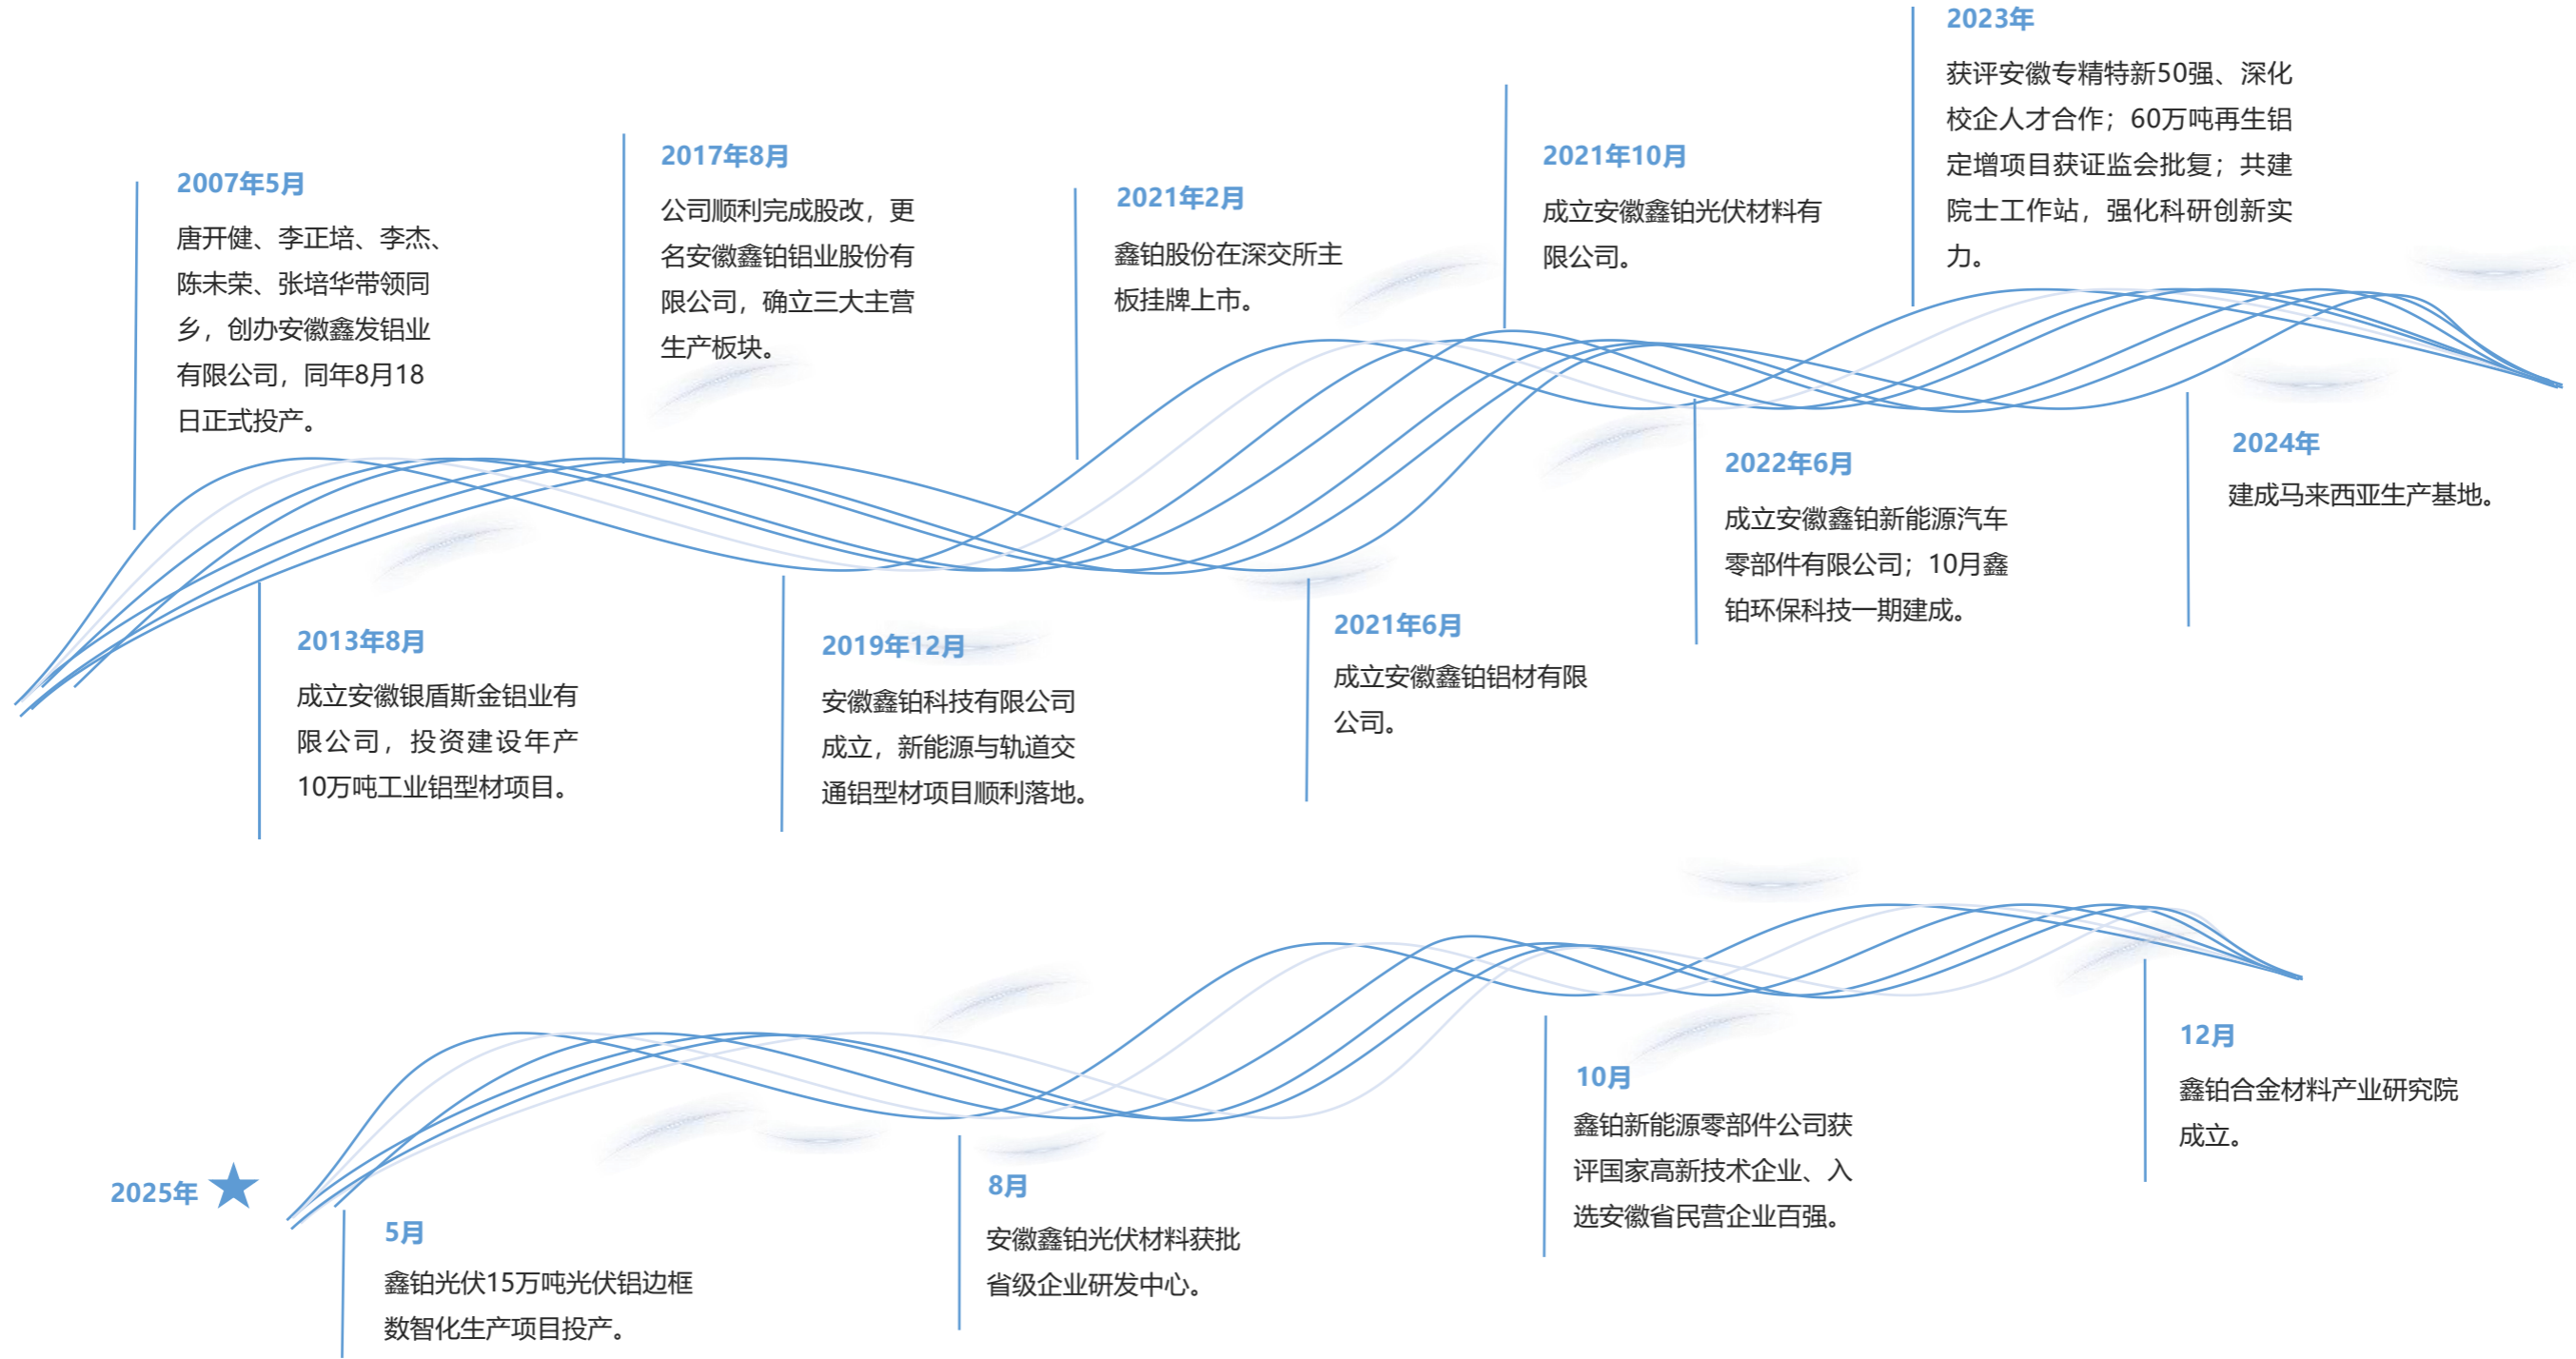 2007年5月
唐开健、李正培、李杰、
陈未荣、张培华带领同
乡，创办安徽鑫发铝业
有限公司，同年8月18
日正式投产。
2013年8月
成立安徽银盾斯金铝业有
限公司，投资建设年产
10万吨工业铝型材项目。
2017年8月
公司顺利完成股改，更
名安徽鑫铂铝业股份有
限公司，确立三大主营
生产板块。
2019年12月
安徽鑫铂科技有限公司
成立，新能源与轨道交
通铝型材项目顺利落地。
2021年2月
鑫铂股份在深交所主
板挂牌上市。
2021年6月
成立安徽鑫铂铝材有限
公司。
2021年10月
成立安徽鑫铂光伏材料有
限公司。
2022年6月
成立安徽鑫铂新能源汽车
零部件有限公司；10月鑫
铂环保科技一期建成。
2023年
获评安徽专精特新50强、深化
校企人才合作；60万吨再生铝
定增项目获证监会批复；共建
院士工作站，强化科研创新实
力。
2024年
建成马来西亚生产基地。
2025年
5月
鑫铂光伏15万吨光伏铝边框
数智化生产项目投产。
8月
安徽鑫铂光伏材料获批
省级企业研发中心。
10月
鑫铂新能源零部件公司获
评国家高新技术企业、入
选安徽省民营企业百强。
12月
鑫铂合金材料产业研究院
成立。